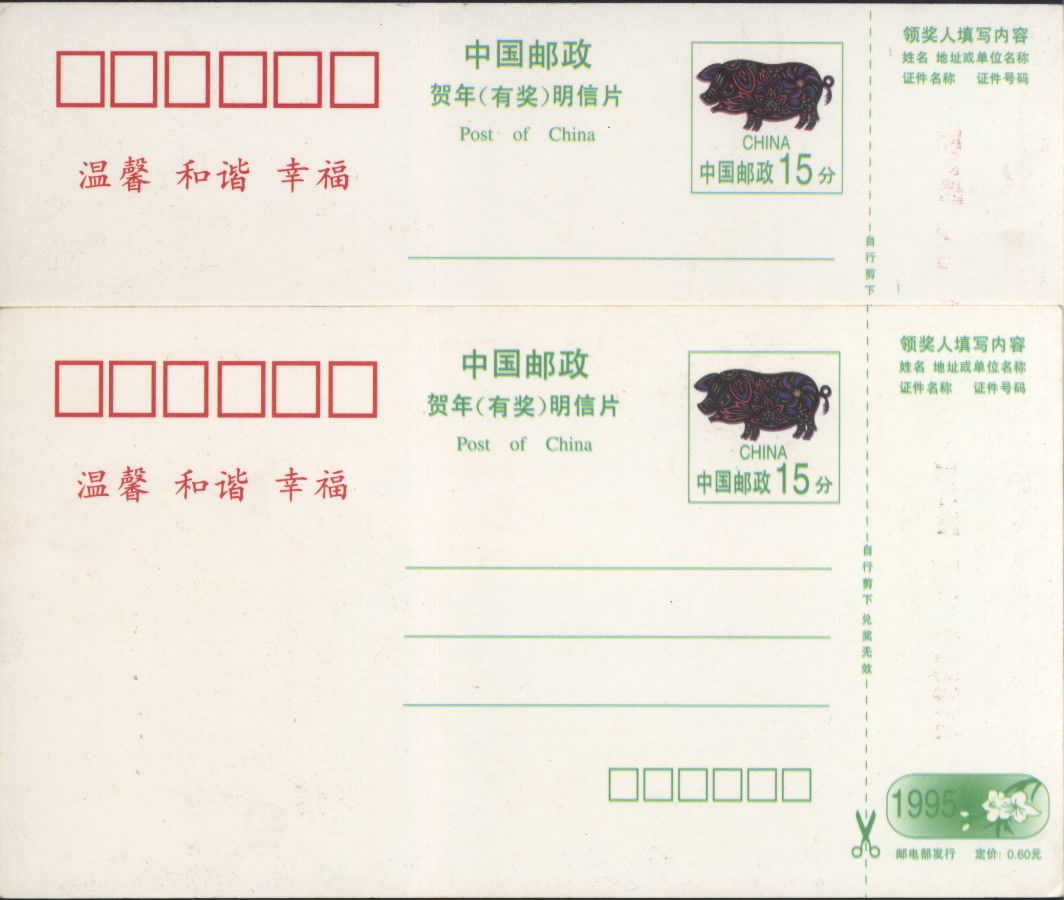 中国邮政
贺年(有奖)明信片
Post of China
温馨 和谐 幸福
CHINA
中国邮政15分
领奖人填写内容
姓名 地址或单位名称
证件名称 证件号码
自行剪下
中国邮政
贺年(有奖)明信片
Post of China
温馨 和谐 幸福
CHINA
中国邮政15分
领奖人填写内容
姓名 地址或单位名称
证件名称 证件号码
自行剪下 兑奖无效
1995
邮电部发行 定价: 0.60元